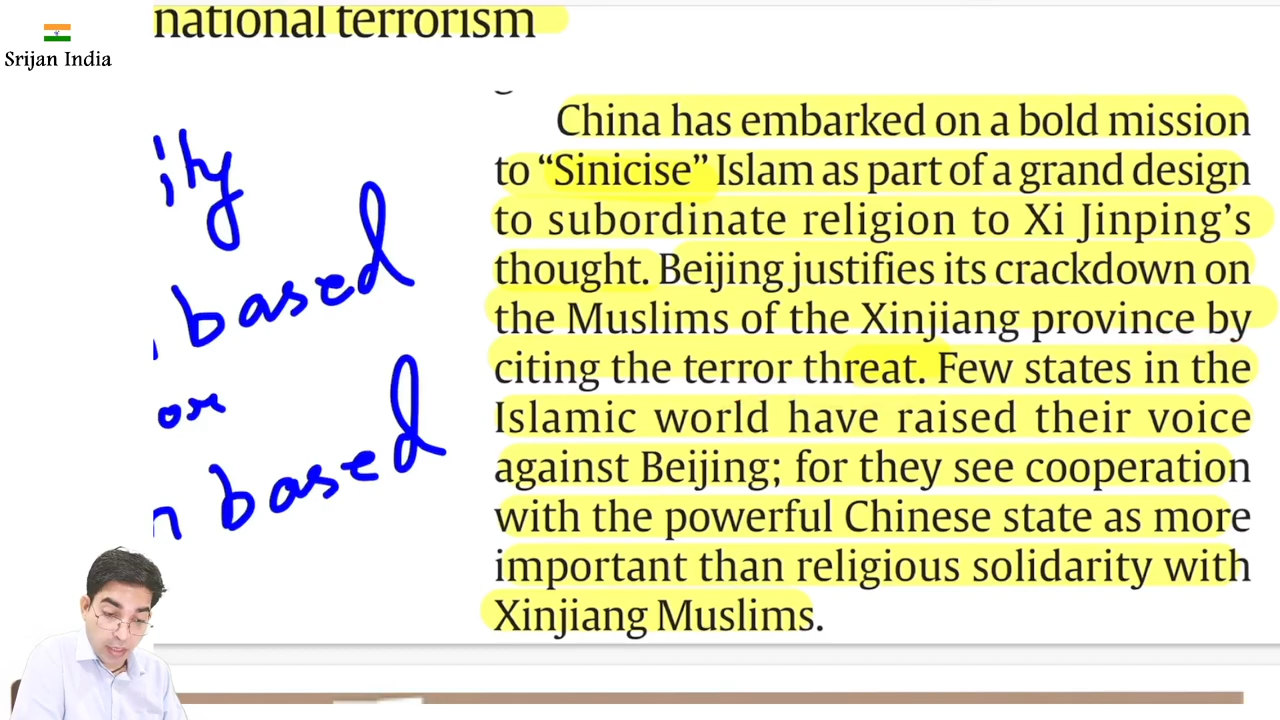 national terrorism
Srijan India
ity
based
or
n based
China has embarked on a bold mission
to “Sinicise” Islam as part of a grand design
to subordinate religion to Xi Jinping’s
thought. Beijing justifies its crackdown on
the Muslims of the Xinjiang province by
citing the terror threat. Few states in the
Islamic world have raised their voice
against Beijing; for they see cooperation
with the powerful Chinese state as more
important than religious solidarity with
Xinjiang Muslims.